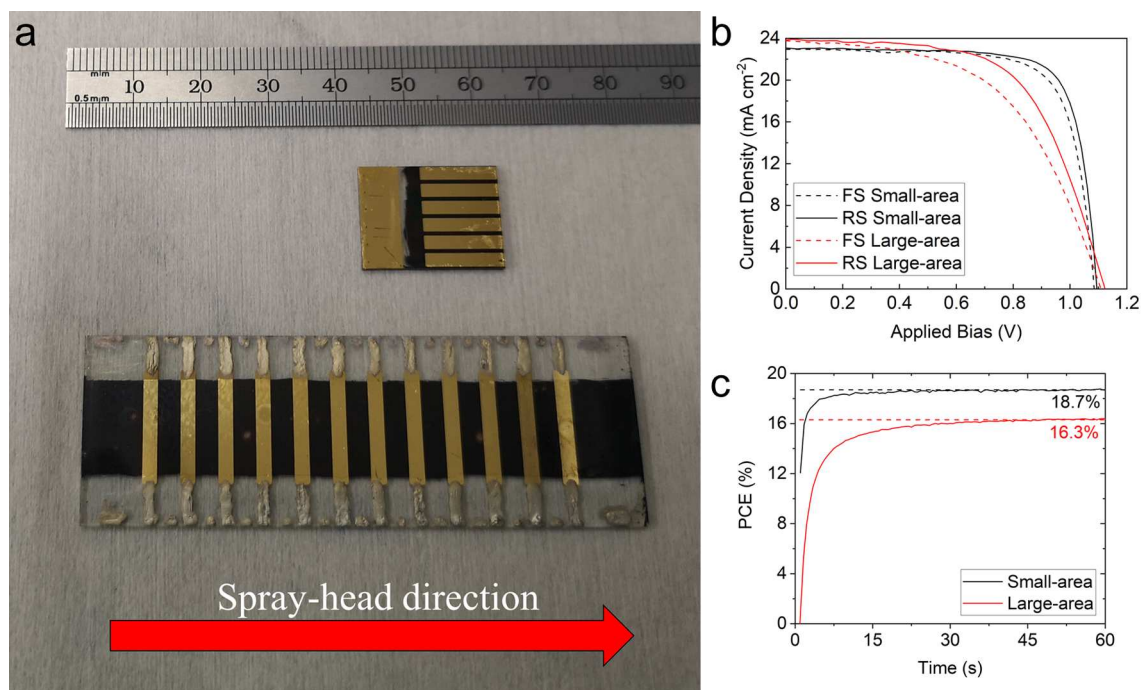 a
m/m
10 20 30 40 50 60 70 80 90
0.5 m/m
Spray-head direction
b
Current Density (mA cm⁻²)
24
20
16
12
8
4
0
FS Small-area
RS Small-area
FS Large-area
RS Large-area
0.0 0.2 0.4 0.6 0.8 1.0 1.2
Applied Bias (V)
c
PCE (%)
20
16
12
8
4
0
18.7%
16.3%
Small-area
Large-area
0 15 30 45 60
Time (s)